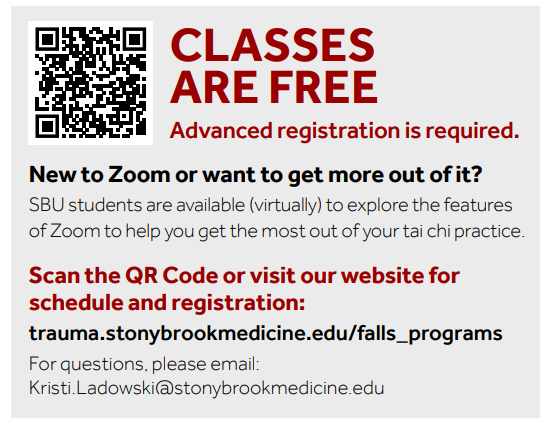 CLASSES
ARE FREE
Advanced registration is required.
New to Zoom or want to get more out of it?
SBU students are available (virtually) to explore the features
of Zoom to help you get the most out of your tai chi practice.
Scan the QR Code or visit our website for
schedule and registration:
trauma.stonybrookmedicine.edu/falls_programs
For questions, please email:
Kristi.Ladowski@stonybrookmedicine.edu